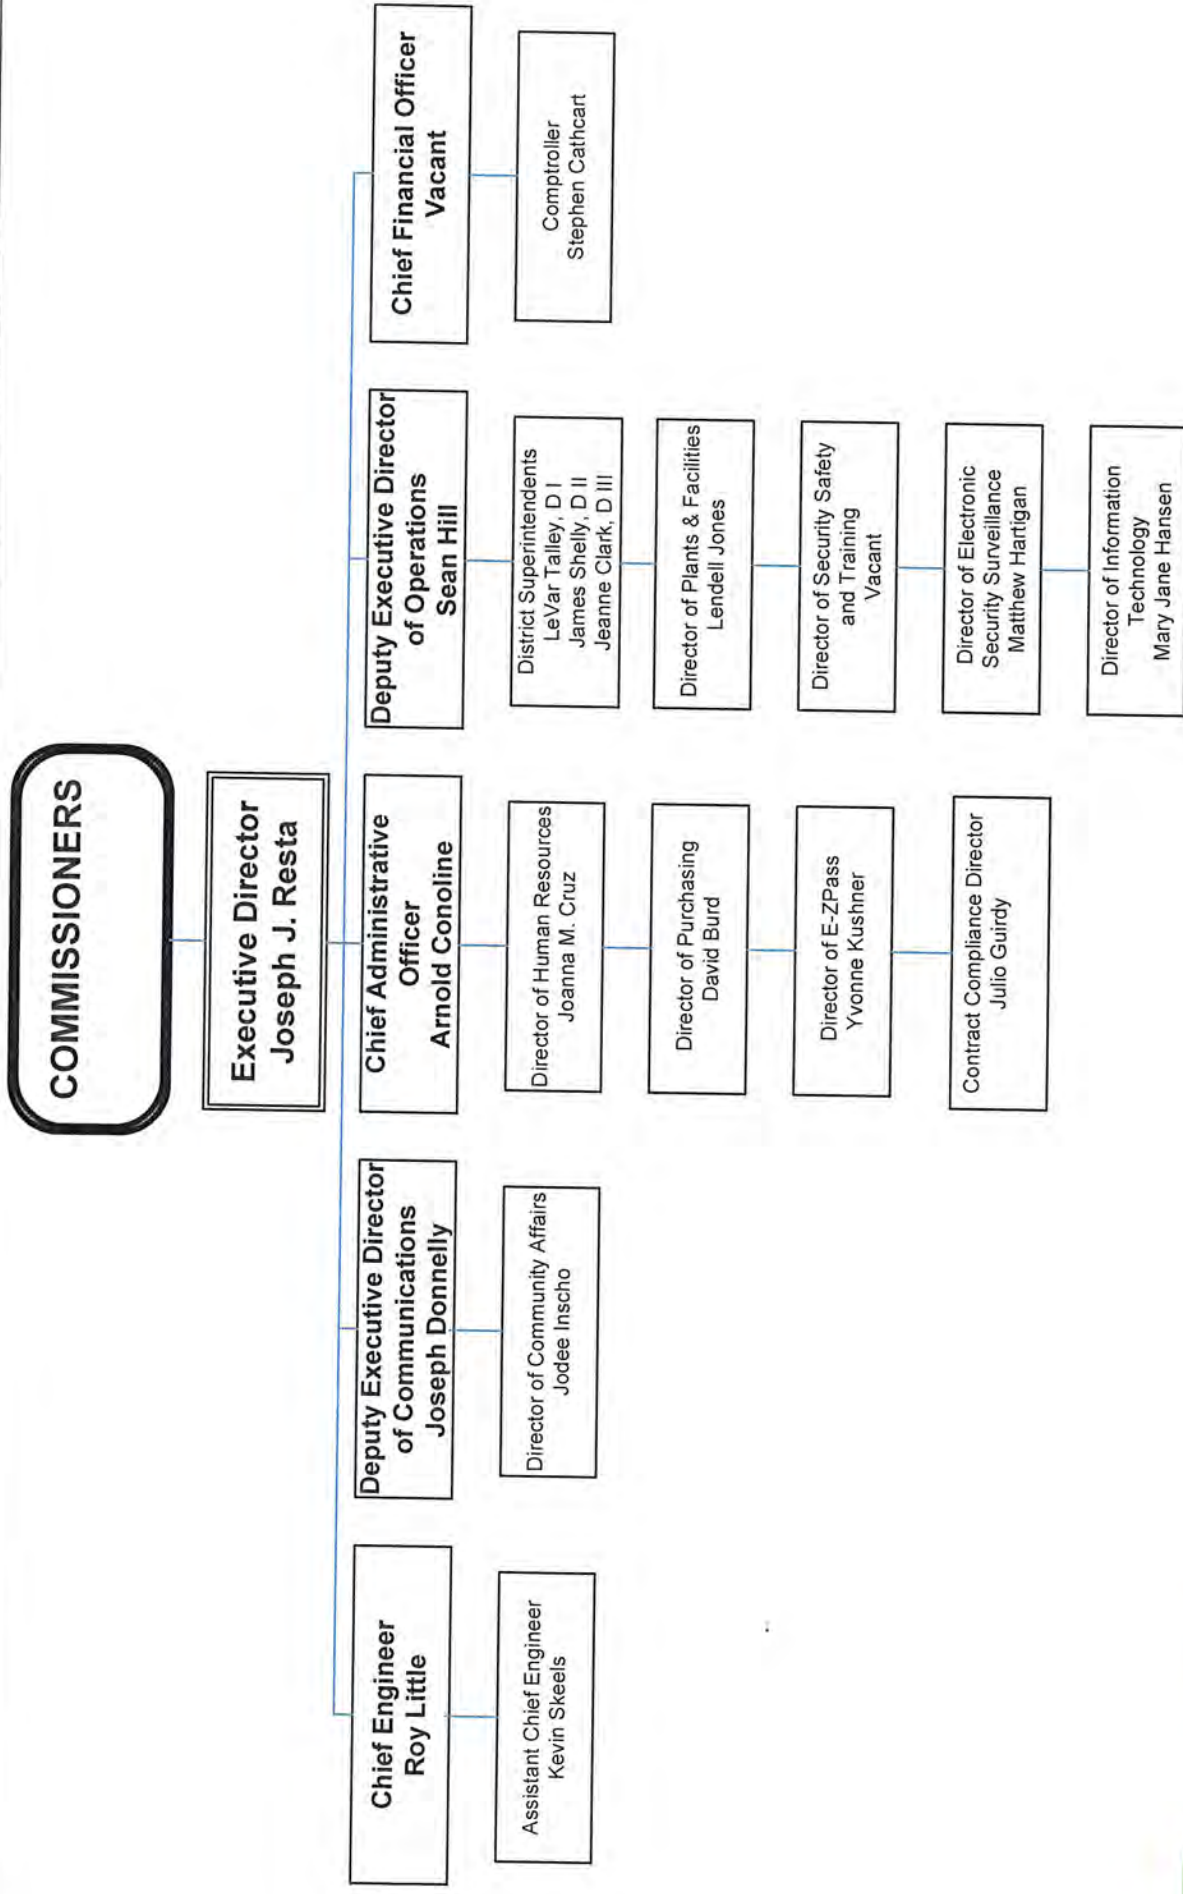 COMMISSIONERS
Executive Director
Joseph J. Resta
Chief Engineer
Roy Little
Assistant Chief Engineer
Kevin Skeels
Deputy Executive Director
of Communications
Joseph Donnelly
Director of Community Affairs
Jodee Inscho
Chief Administrative
Officer
Arnold Conoline
Director of Human Resources
Joanna M. Cruz
Director of Purchasing
David Burd
Director of E-ZPass
Yvonne Kushner
Contract Compliance Director
Julio Guirdy
Deputy Executive Director
of Operations
Sean Hill
District Superintendents
LeVar Talley, D I
James Shelly, D II
Jeanne Clark, D III
Director of Plants & Facilities
Lendell Jones
Director of Security Safety
and Training
Vacant
Director of Electronic
Security Surveillance
Matthew Hartigan
Director of Information
Technology
Mary Jane Hansen
Chief Financial Officer
Vacant
Comptroller
Stephen Cathcart